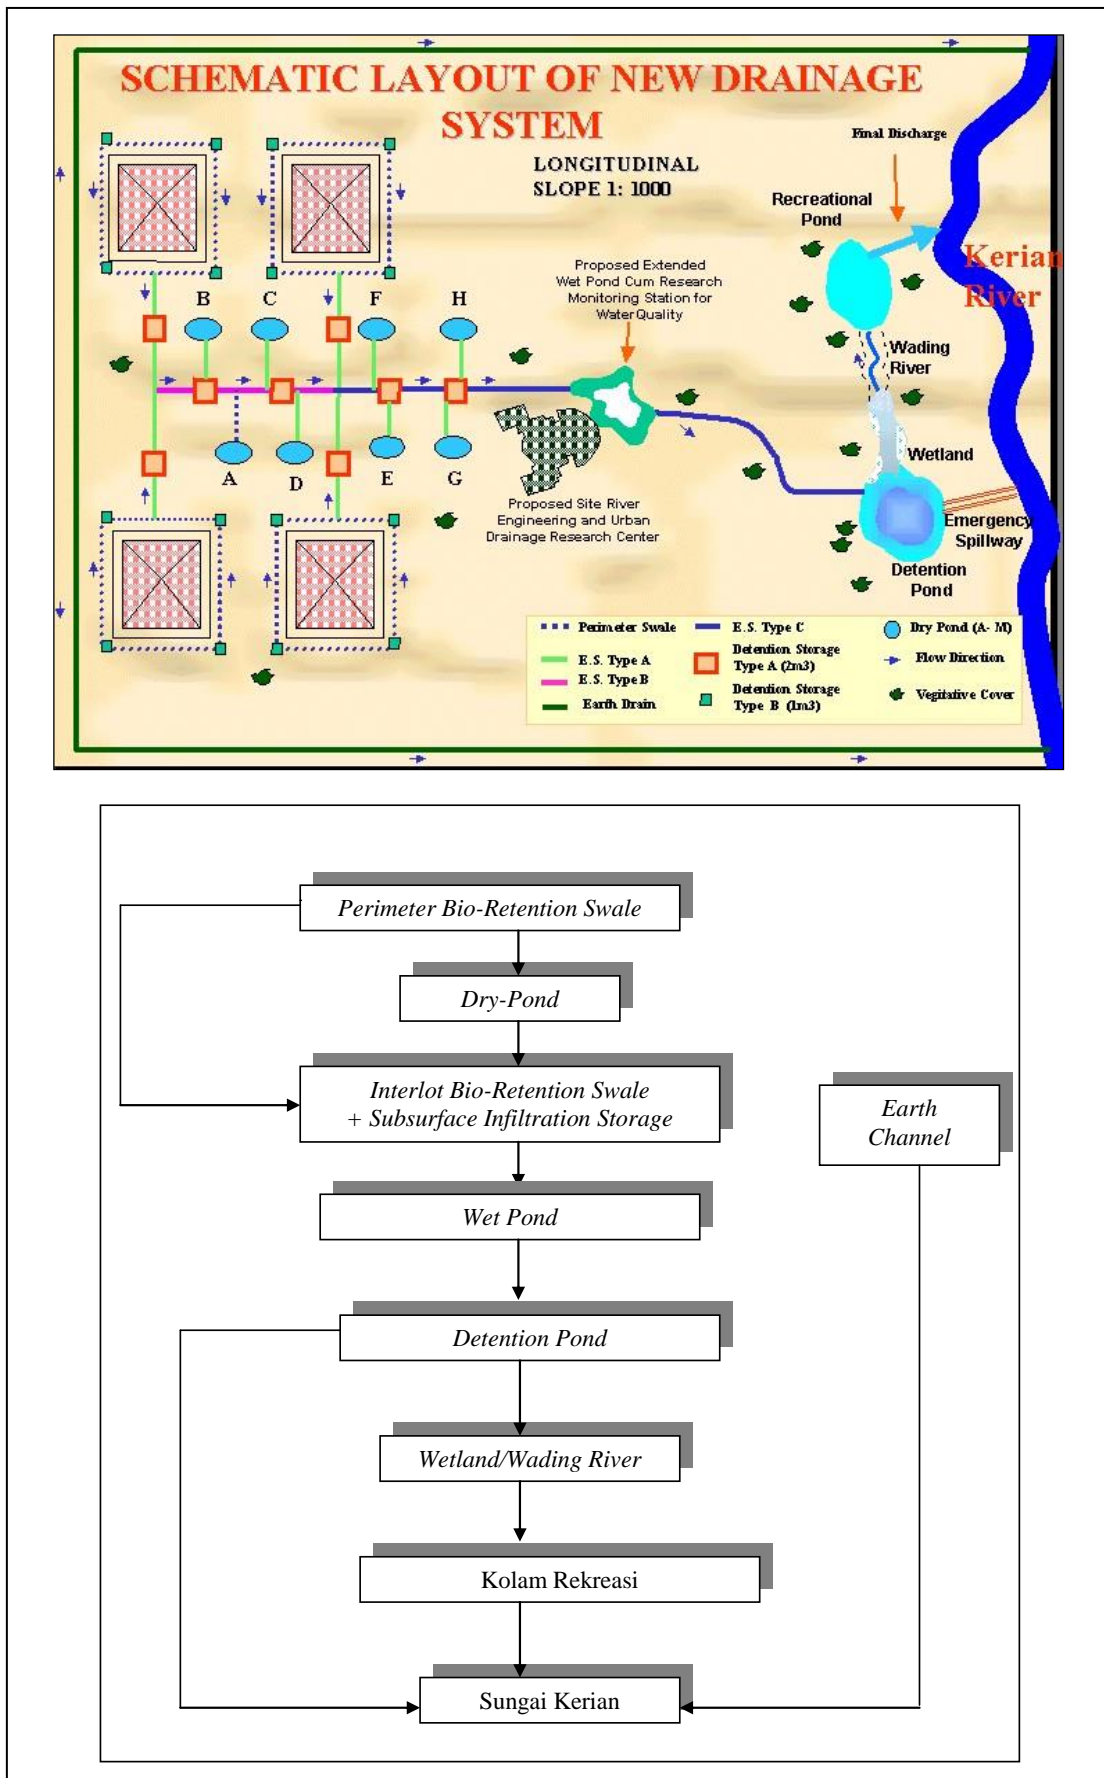 SCHEMATIC LAYOUT OF NEW DRAINAGE
SYSTEM
LONGITUDINAL
SLOPE 1: 1000
Final Discharge
Recreational
Pond
Kerian
River
Proposed Extended
Wet Pond Cum Research
Monitoring Station for
Water Quality
B
C
F
H
Wading
River
A
D
E
G
Wetland
Proposed Site River
Engineering and Urban
Drainage Research Center
Emergency
Spillway
Detention
Pond
Perimeter Swale
E.S. Type A
E.S. Type B
Earth Drain
E.S. Type C
Detention Storage
Type A (2m3)
Detention Storage
Type B (1m3)
Dry Pond (A- M)
Flow Direction
Vegitative Cover
Perimeter Bio-Retention Swale
Dry-Pond
Interlot Bio-Retention Swale
+ Subsurface Infiltration Storage
Earth
Channel
Wet Pond
Detention Pond
Wetland/Wading River
Kolam Rekreasi
Sungai Kerian